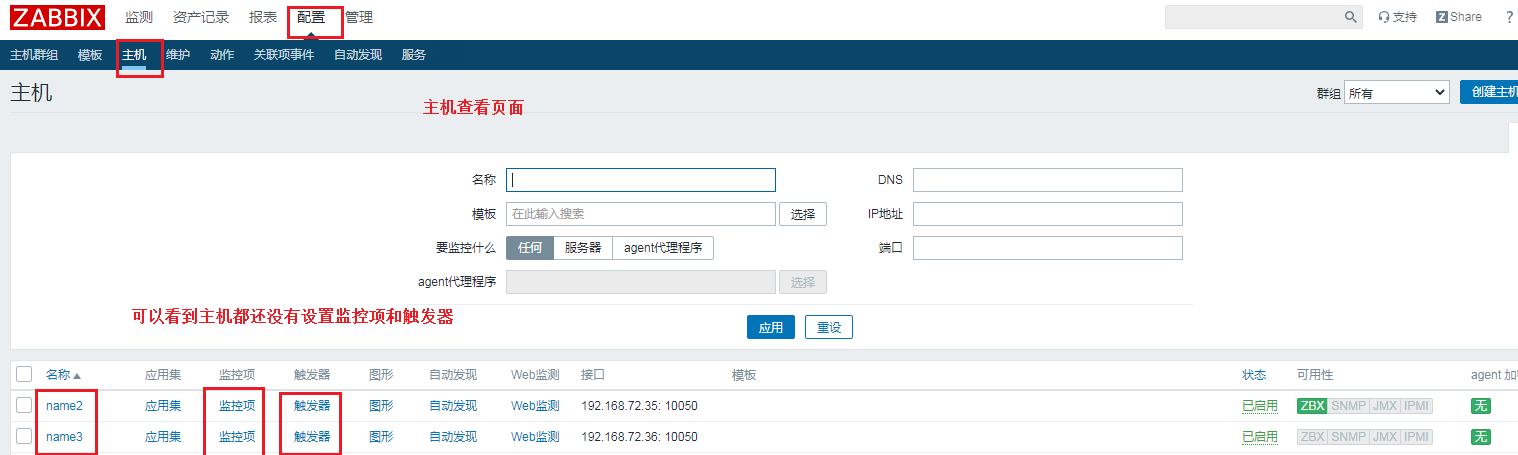 ZABBIX 监测 资产记录 报表 配置 管理 支持 Z Share ?
主机群组 模板 主机 维护 动作 关联项事件 自动发现 服务
主机 群组 所有 创建主机
主机查看页面
名称 DNS
模板 在此输入搜索 选择 IP地址
要监控什么 任何 服务器 agent代理程序 端口
agent代理程序 选择
可以看到主机都还没有设置监控项和触发器
应用 重设
名称 应用集 监控项 触发器 图形 自动发现 Web监测 接口 模板 状态 可用性 agent 加密
name2 应用集 监控项 触发器 图形 自动发现 Web监测 192.168.72.35: 10050 已启用 ZBX SNMP JMX IPMI 无
name3 应用集 监控项 触发器 图形 自动发现 Web监测 192.168.72.36: 10050 已启用 ZBX SNMP JMX IPMI 无